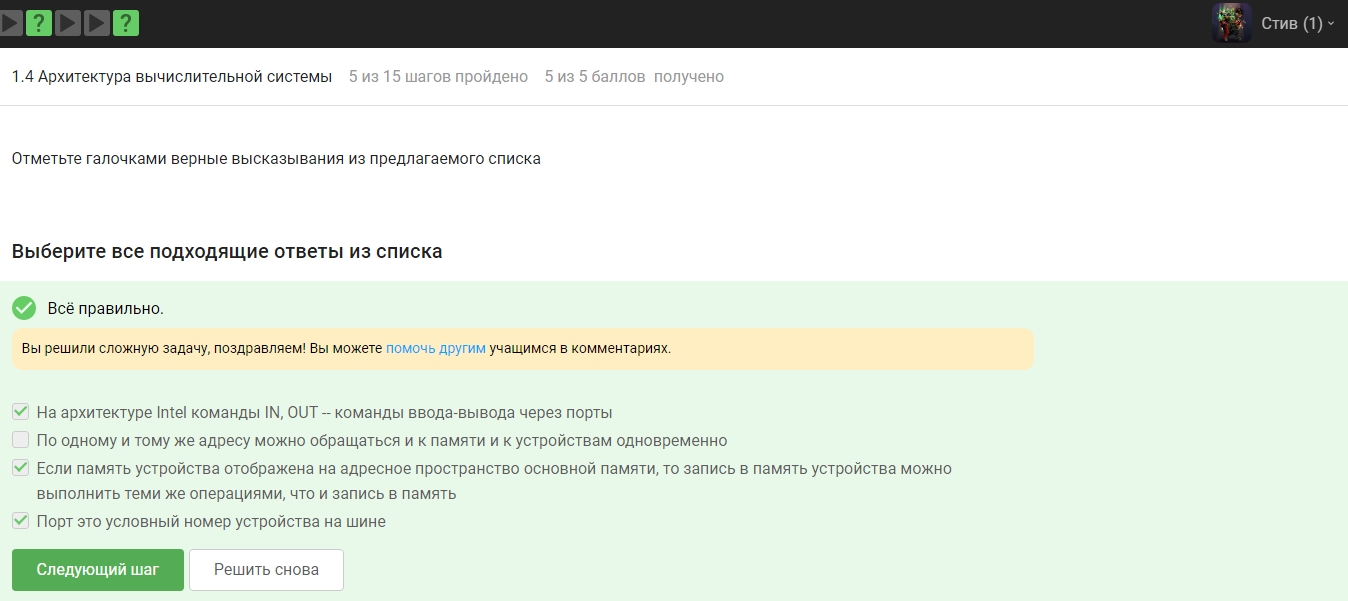 ? ?
Стив (1)
1.4 Архитектура вычислительной системы 5 из 15 шагов пройдено 5 из 5 баллов получено
Отметьте галочками верные высказывания из предлагаемого списка
Выберите все подходящие ответы из списка
Всё правильно.
Вы решили сложную задачу, поздравляем! Вы можете помочь другим учащимся в комментариях.
На архитектуре Intel команды IN, OUT -- команды ввода-вывода через порты
По одному и тому же адресу можно обращаться и к памяти и к устройствам одновременно
Если память устройства отображена на адресное пространство основной памяти, то запись в память устройства можно
выполнить теми же операциями, что и запись в память
Порт это условный номер устройства на шине
Следующий шаг Решить снова